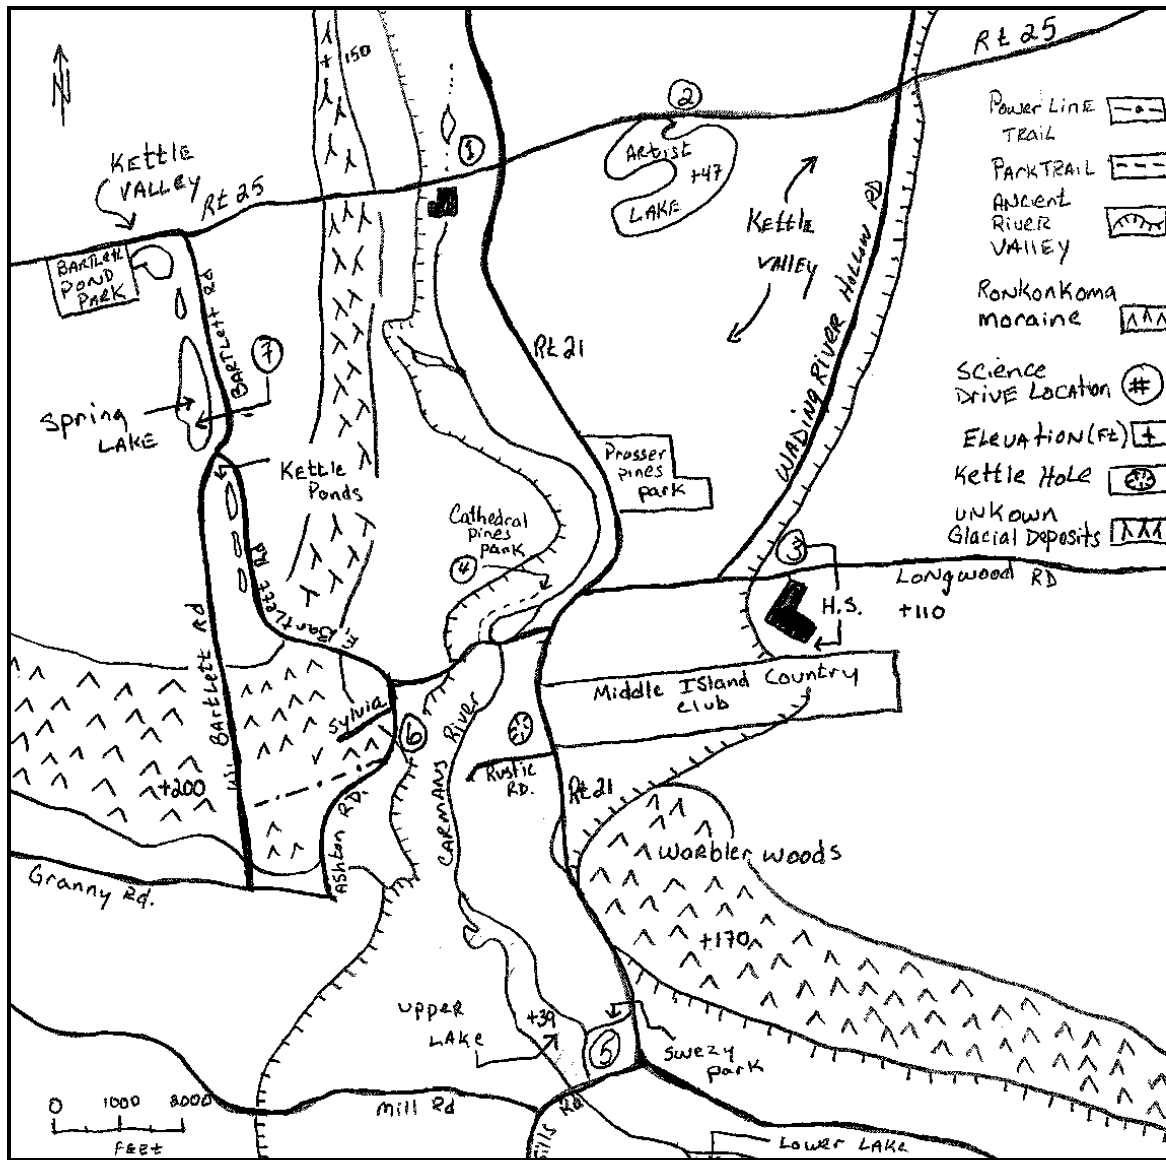 N
+ 150
Rt 25
Kettle
VALLEY
Rt 25
1
2
ARtist
+47
LAKE
Kettle
VALLEY
WADING RIVER HOLLOW RD
Power Line
TRAIL
PARK TRAIL
ANCIENT
RIVER
VALLEY
RONKONKOMA
moraine
Science
Drive Location
#
ELEVATION (Ft)
+
Kettle Hole
UNKOWN
Glacial Deposits
BARTLETT
POND
PARK
BARTLETT Rd
7
Spring
LAKE
Rt 21
Kettle
Ponds
Prosser
pines
park
Cathedral
pines
park
4
3
LONGWOOD RD
H.S.
+110
BARTLETT Rd
E. Bartlett Rd
Middle Island Country
club
Sylvia
6
CARMANS River
Rustic
RD.
Rt 21
+200
ASHTON RD.
Granny Rd.
Warbler Woods
+170
UPPER
LAKE
+39
5
Swezy
park
0 1000 2000
FEET
Mill Rd
ills Rd
Lower LAKE